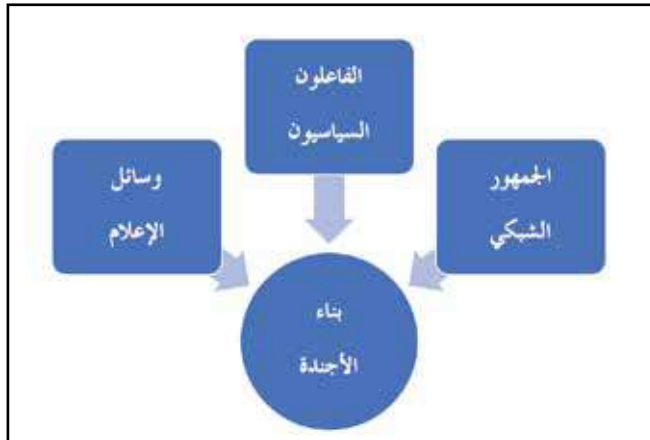 الفاعلون
السياسيون
الجمهور
الشبكي
وسائل
الإعلام
بناء
الأجندة